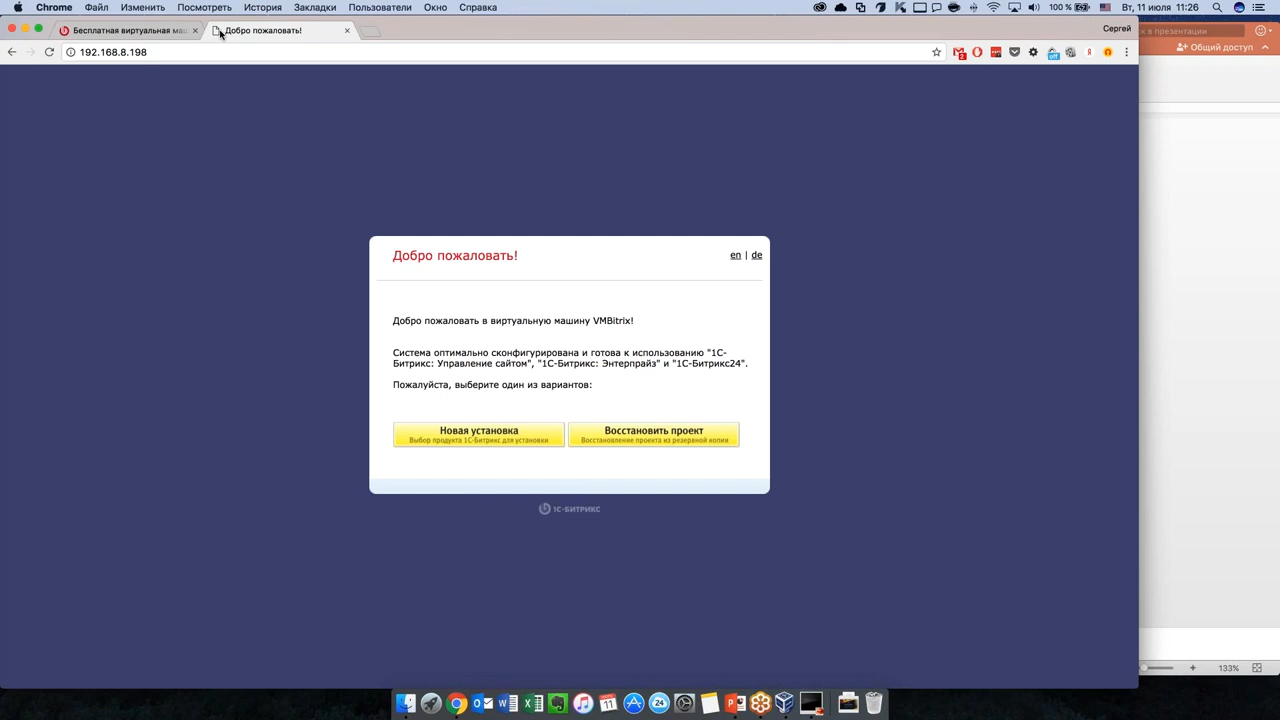 Chrome Файл Изменить Посмотреть История Закладки Пользователи Окно Справка 100 % Вт, 11 июля 11:26
Бесплатная виртуальная маш
Добро пожаловать!
Сергей
к в презентации
192.168.8.198
Общий доступ
Добро пожаловать!
en | de
Добро пожаловать в виртуальную машину VMBitrix!
Система оптимально сконфигурирована и готова к использованию "1С-
Битрикс: Управление сайтом", "1С-Битрикс: Энтерпрайз" и "1С-Битрикс24".
Пожалуйста, выберите один из вариантов:
Новая установка
Выбор продукта 1С-Битрикс для установки
Восстановить проект
Восстановление проекта из резервной копии
1С-БИТРИКС
133%